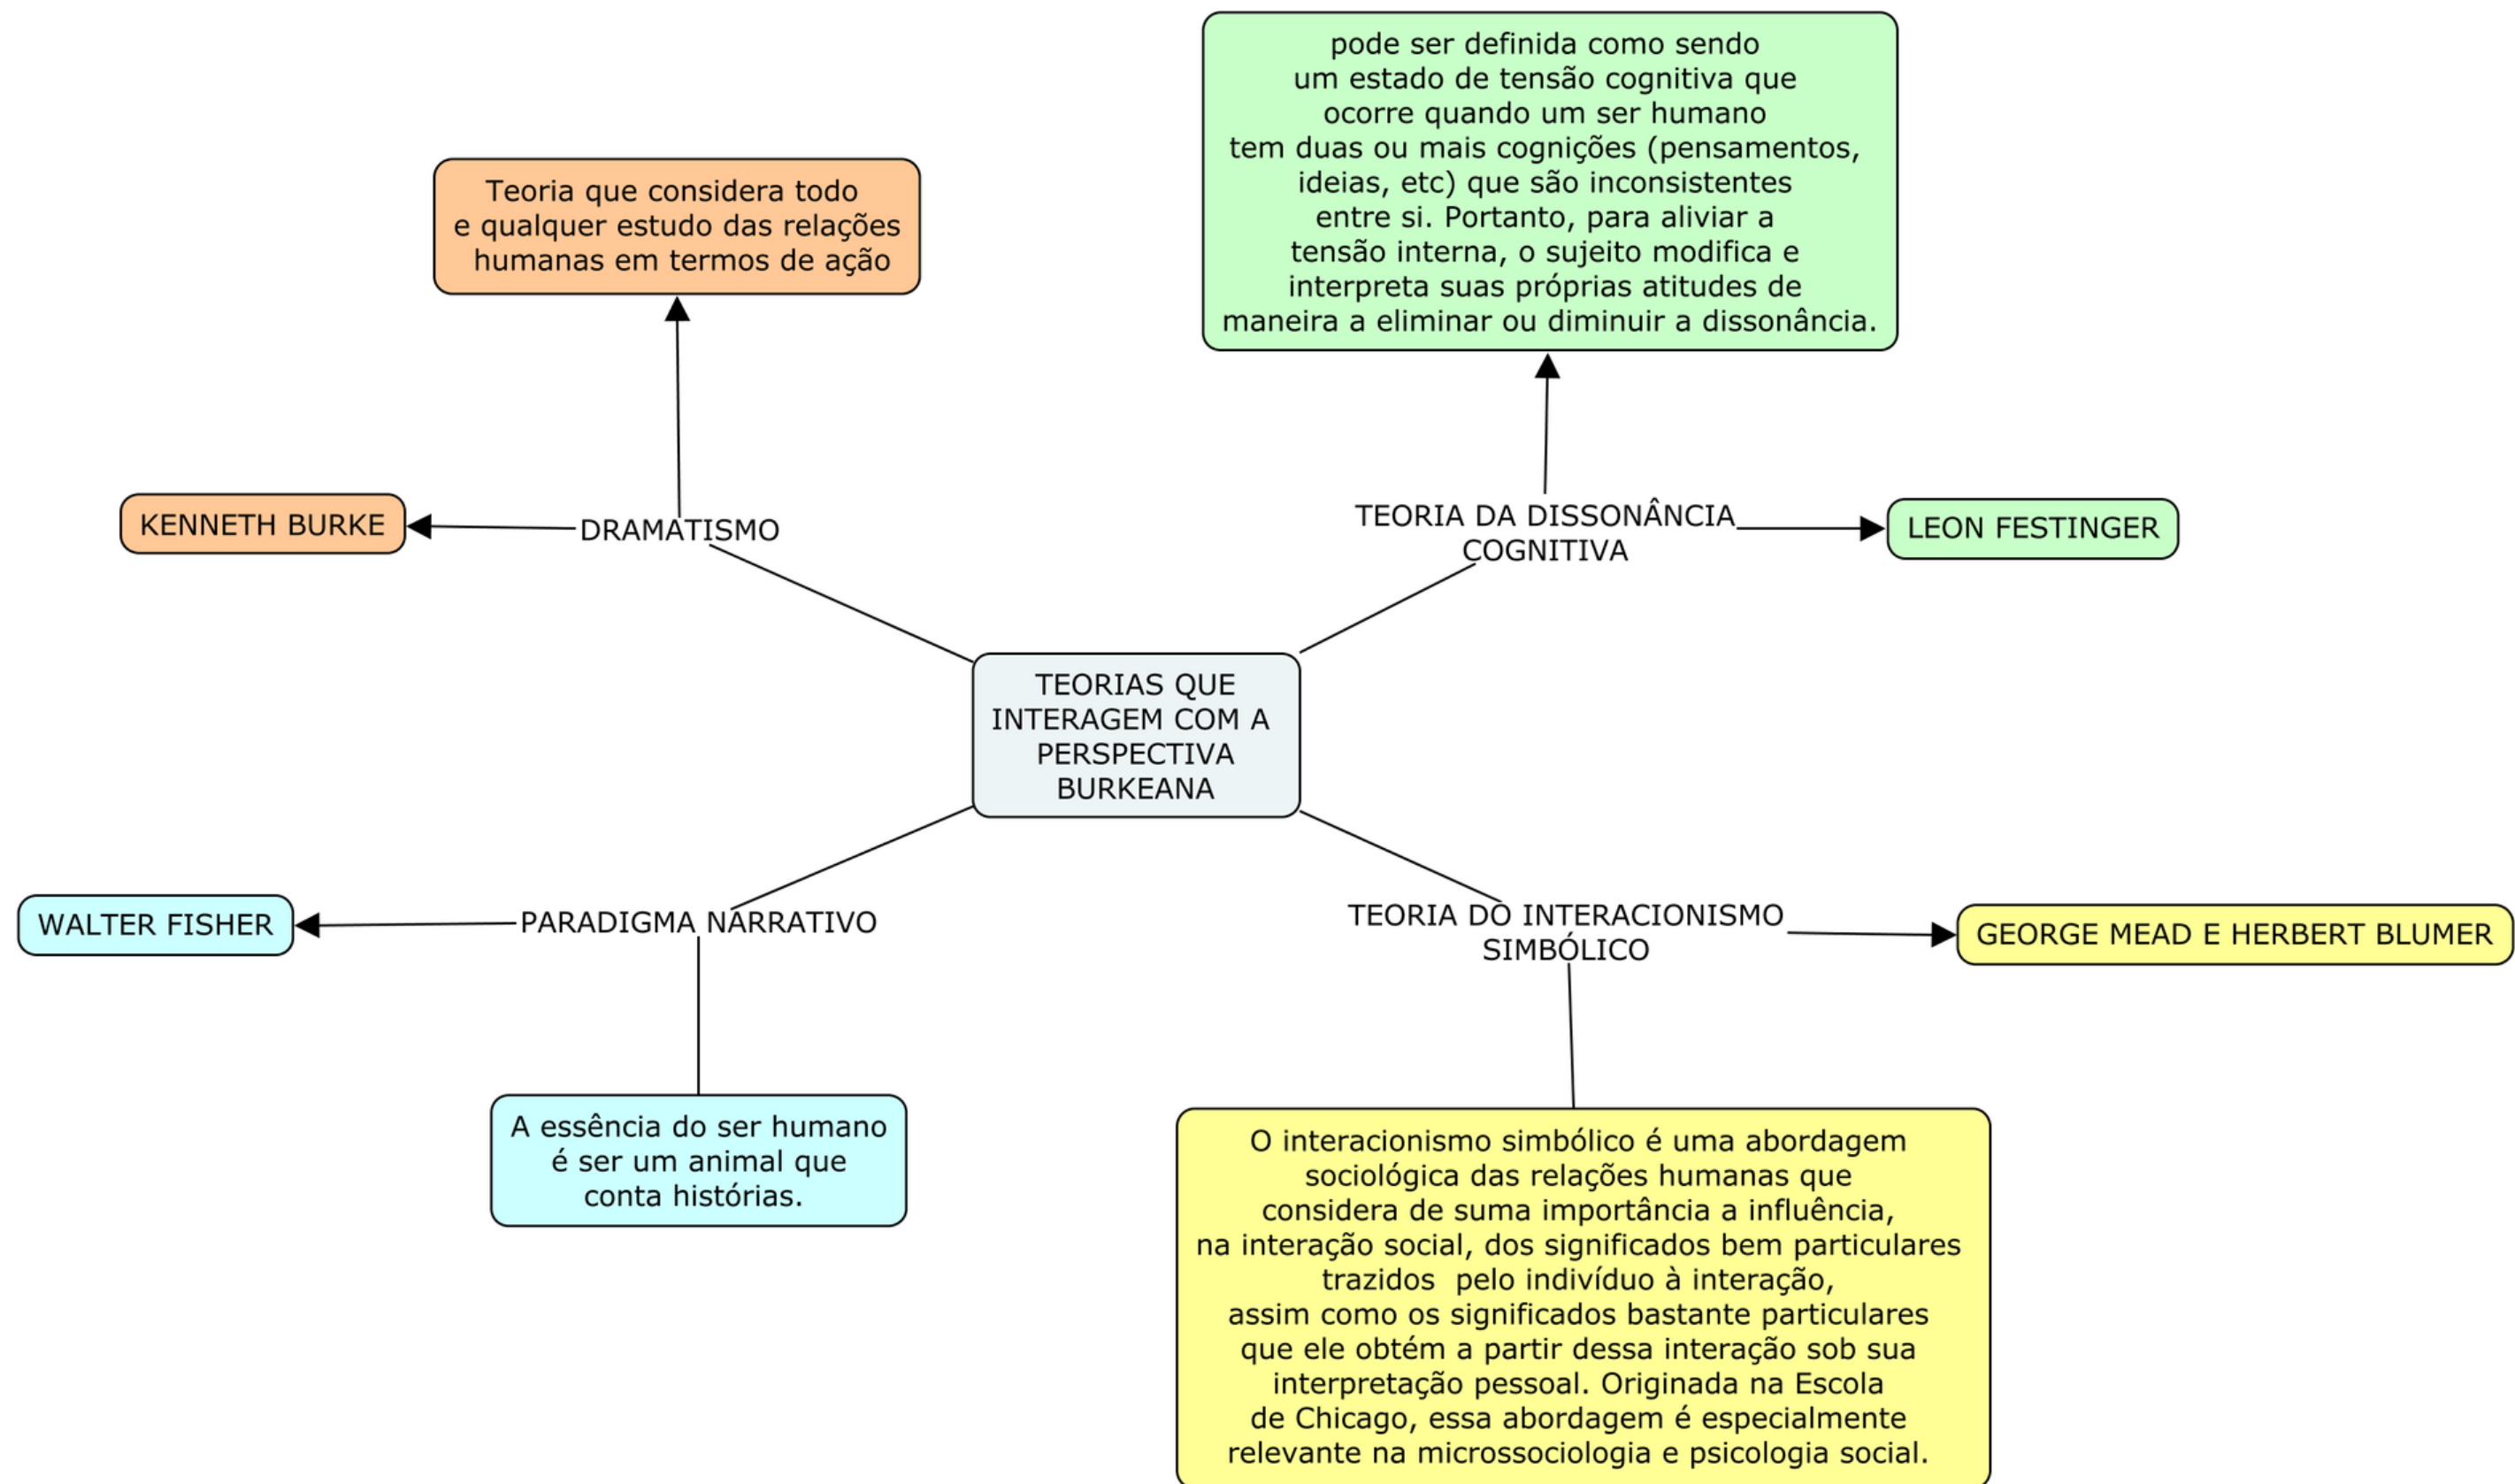 pode ser definida como sendo
um estado de tensão cognitiva que
ocorre quando um ser humano
tem duas ou mais cognições (pensamentos,
ideias, etc) que são inconsistentes
entre si. Portanto, para aliviar a
tensão interna, o sujeito modifica e
interpreta suas próprias atitudes de
maneira a eliminar ou diminuir a dissonância.
Teoria que considera todo
e qualquer estudo das relações
humanas em termos de ação
KENNETH BURKE
DRAMATISMO
TEORIA DA DISSONÂNCIA
COGNITIVA
LEON FESTINGER
TEORIAS QUE
INTERAGEM COM A
PERSPECTIVA
BURKEANA
WALTER FISHER
PARADIGMA NARRATIVO
TEORIA DO INTERACIONISMO
SIMBÓLICO
GEORGE MEAD E HERBERT BLUMER
A essência do ser humano
é ser um animal que
conta histórias.
O interacionismo simbólico é uma abordagem
sociológica das relações humanas que
considera de suma importância a influência,
na interação social, dos significados bem particulares
trazidos  pelo indivíduo à interação,
assim como os significados bastante particulares
que ele obtém a partir dessa interação sob sua
interpretação pessoal. Originada na Escola
de Chicago, essa abordagem é especialmente
relevante na microssociologia e psicologia social.